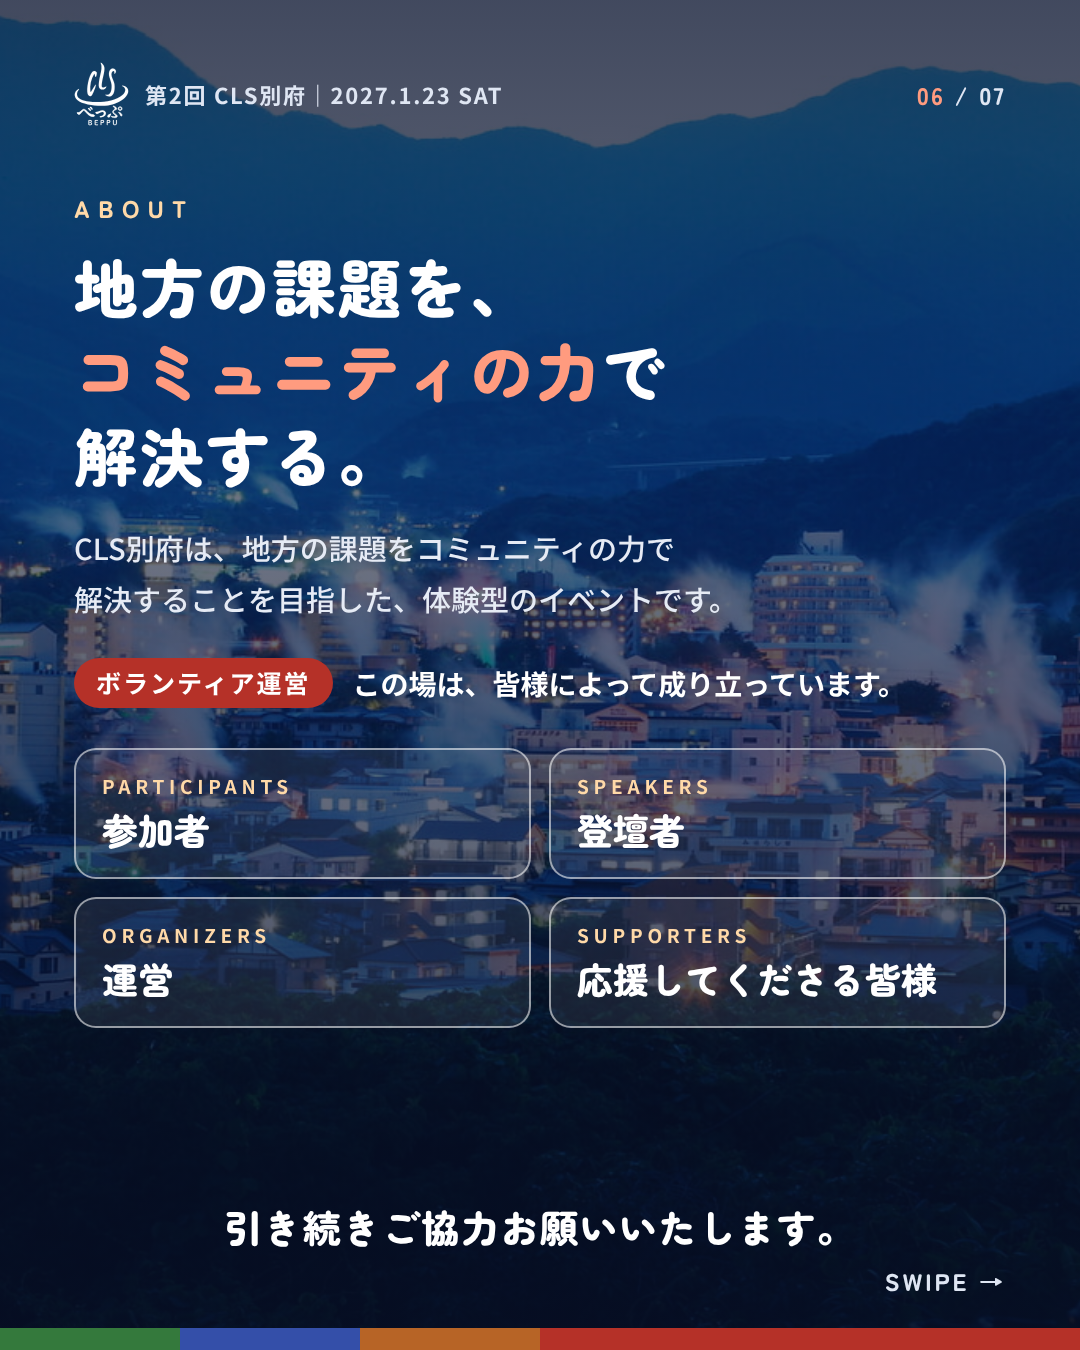 CLS
べっぷ
BEPPU
第2回 CLS別府｜2027.1.23 SAT
06 / 07
ABOUT
地方の課題を、
コミュニティの力で
解決する。
CLS別府は、地方の課題をコミュニティの力で
解決することを目指した、体験型のイベントです。
ボランティア運営
この場は、皆様によって成り立っています。
PARTICIPANTS
参加者
SPEAKERS
登壇者
ORGANIZERS
運営
SUPPORTERS
応援してくださる皆様
引き続きご協力お願いいたします。
SWIPE →